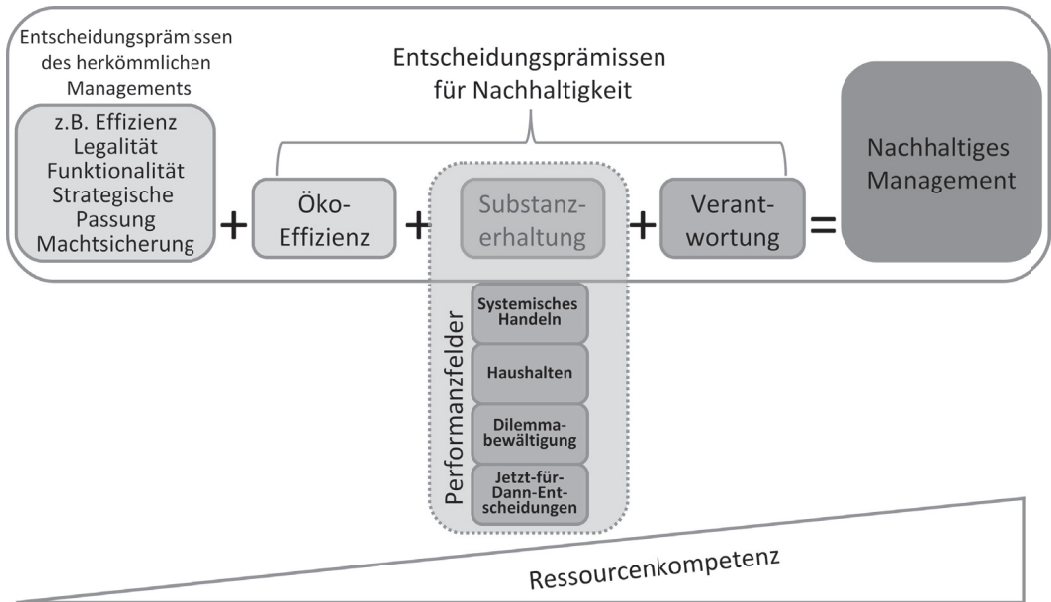 Entscheidungsprämissen
des herkömmlichen
Managements
z.B. Effizienz
Legalität
Funktionalität
Strategische
Passung
Machtsicherung
+
Entscheidungsprämissen
für Nachhaltigkeit
Öko-
Effizienz
+
Substanz-
erhaltung
+
Verant-
wortung
=
Nachhaltiges
Management
Performanzfelder
Systemisches
Handeln
Haushalten
Dilemma-
bewältigung
Jetzt-für-
Dann-Ent-
scheidungen
Ressourcenkompetenz